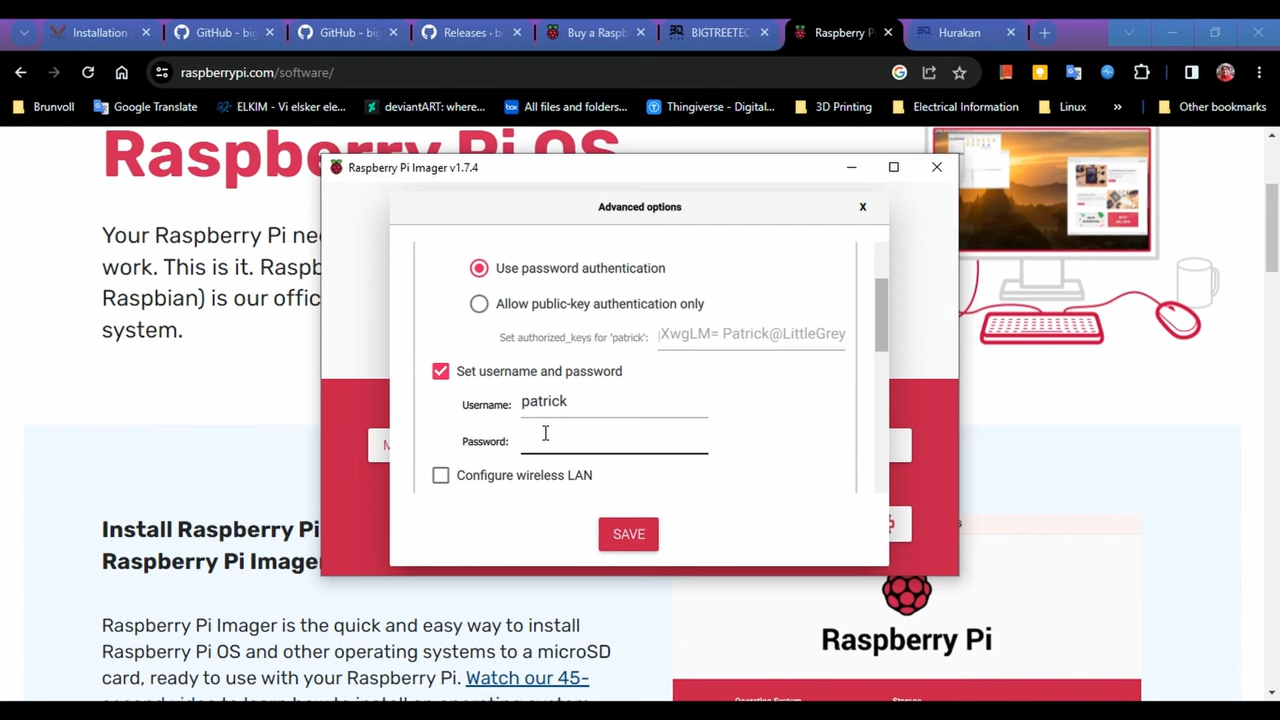 Installation
GitHub - big
GitHub - big
Releases · b
Buy a Raspb
BIGTREETEC
Raspberry P
Hurakan
raspberrypi.com/software/
Brunvoll
Google Translate
ELKIM - Vi elsker ele...
deviantART: where...
All files and folders...
Thingiverse - Digital...
3D Printing
Electrical Information
Linux
»
Other bookmarks
Raspberry Pi OS
Raspberry Pi Imager v1.7.4
Advanced options
X
Your Raspberry Pi nee
work. This is it. Raspb
Raspbian) is our offic
system.
Use password authentication
Allow public-key authentication only
Set authorized_keys for 'patrick':
XwgLM= Patrick@LittleGrey
Set username and password
Username:
patrick
Password:
Configure wireless LAN
SAVE
Install Raspberry Pi
Raspberry Pi Imager
Raspberry Pi Imager is the quick and easy way to install
Raspberry Pi OS and other operating systems to a microSD
card, ready to use with your Raspberry Pi. Watch our 45-
Raspberry Pi
Operating System
Storage